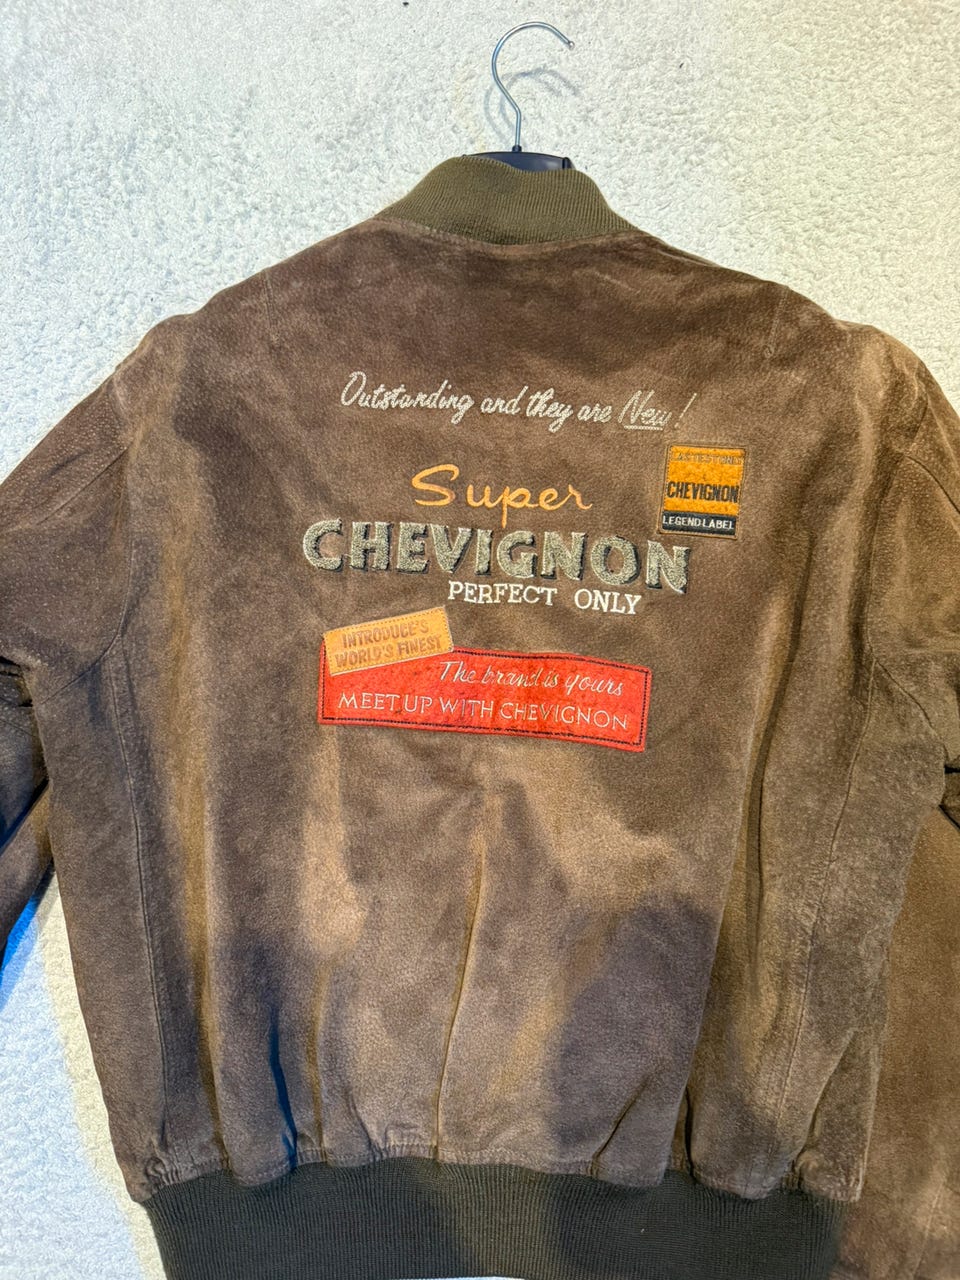 Outstanding and they are New!
CHEVIGNON
LEGEND LABEL
Super
CHEVIGNON
PERFECT ONLY
INTRODUCE'S
WORLD'S FINEST
The brand is yours
MEET UP WITH CHEVIGNON